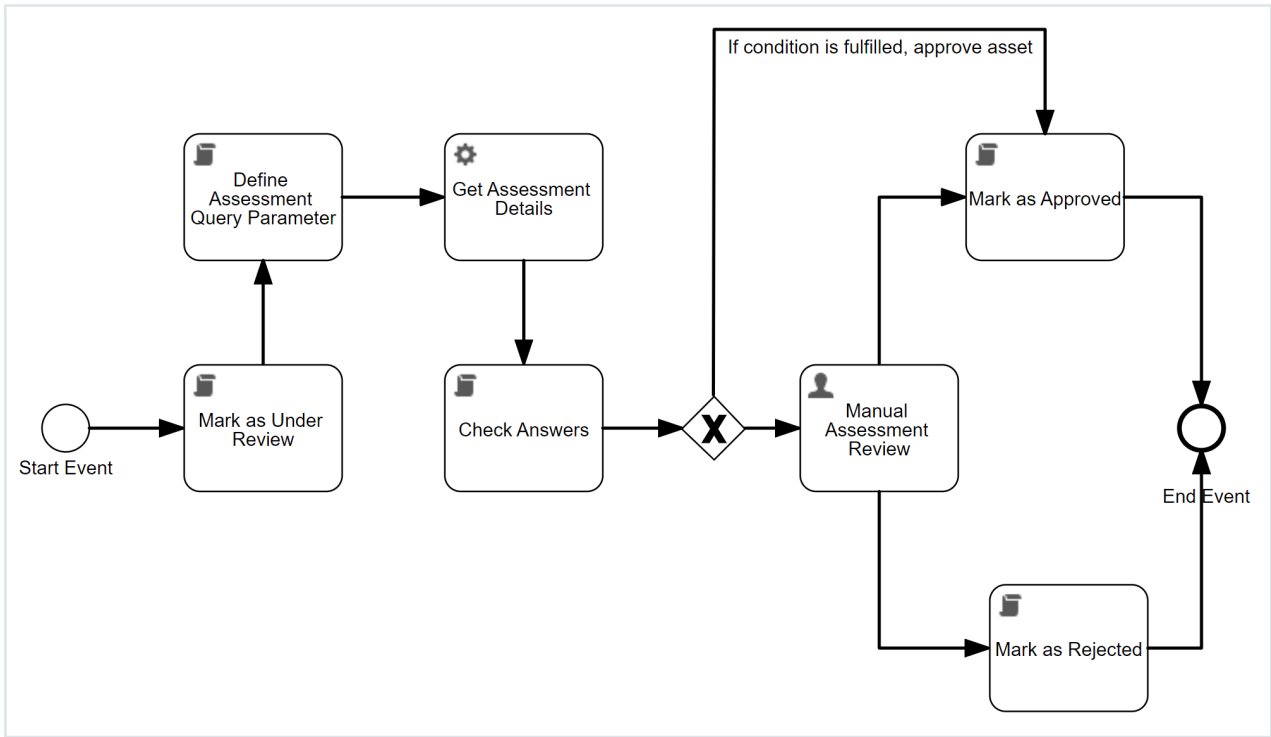 If condition is fulfilled, approve asset
Define
Assessment
Query Parameter
Get Assessment
Details
Mark as Approved
Start Event
Mark as Under
Review
Check Answers
Manual
Assessment
Review
End Event
Mark as Rejected